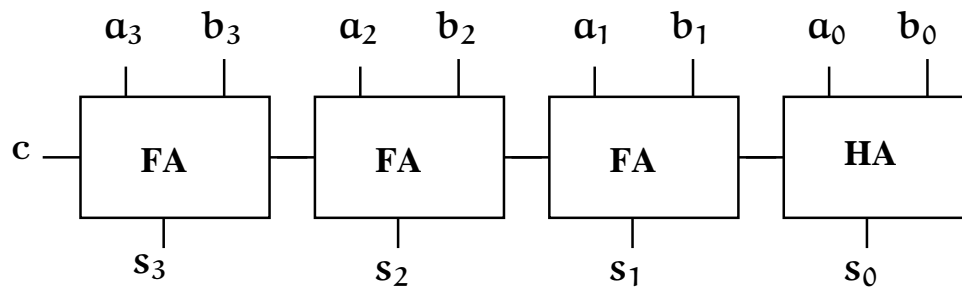 a₃ b₃ a₂ b₂ a₁ b₁ a₀ b₀
c FA FA FA HA
s₃ s₂ s₁ s₀